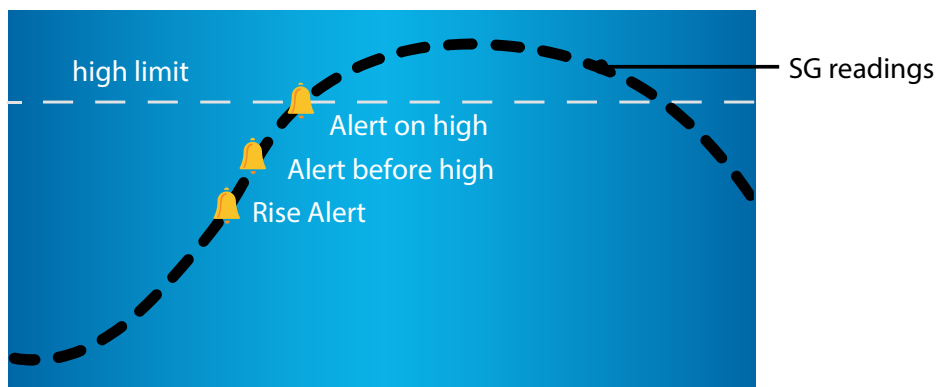 high limit
SG readings
Alert on high
Alert before high
Rise Alert